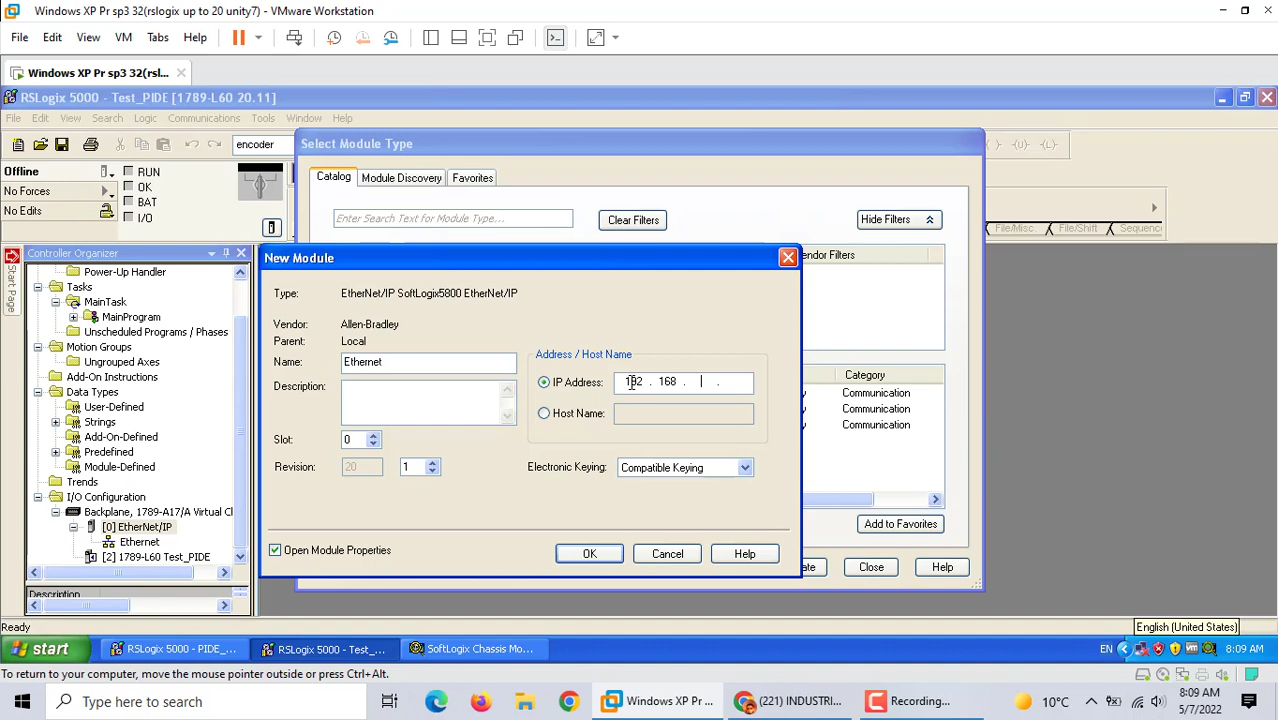 Windows XP Pr sp3 32(rslogix up to 20 unity7) - VMware Workstation
File Edit View VM Tabs Help
Windows XP Pr sp3 32(rsl...
RSLogix 5000 - Test_PIDE [1789-L60 20.11]
File Edit View Search Logic Communications Tools Window Help
encoder
Offline
No Forces
No Edits
RUN
OK
BAT
I/O
(U) (L)
File/Misc. File/Shift Sequence
Controller Organizer
Start Page
Power-Up Handler
Tasks
MainTask
MainProgram
Unscheduled Programs / Phases
Motion Groups
Ungrouped Axes
Add-On Instructions
Data Types
User-Defined
Strings
Add-On-Defined
Predefined
Module-Defined
Trends
I/O Configuration
Backplane, 1789-A17/A Virtual Cl
[0] EtherNet/IP
Ethernet
[2] 1789-L60 Test_PIDE
Description
Select Module Type
Catalog Module Discovery Favorites
Enter Search Text for Module Type...
Clear Filters
Hide Filters
endor Filters
Category
Communication
Communication
Communication
Add to Favorites
ate Close Help
New Module
Type: EtherNet/IP SoftLogix5800 EtherNet/IP
Vendor: Allen-Bradley
Parent: Local
Name: Ethernet
Description:
Slot: 0
Revision: 20 1
Address / Host Name
IP Address: 192 . 168 . .
Host Name:
Electronic Keying: Compatible Keying
Open Module Properties
OK Cancel Help
Ready
English (United States)
start RSLogix 5000 - PIDE_... RSLogix 5000 - Test_... SoftLogix Chassis Mo... EN 8:09 AM
To return to your computer, move the mouse pointer outside or press Ctrl+Alt.
Type here to search
Windows XP Pr...
(221) INDUSTRI...
Recording...
10°C
8:09 AM
5/7/2022